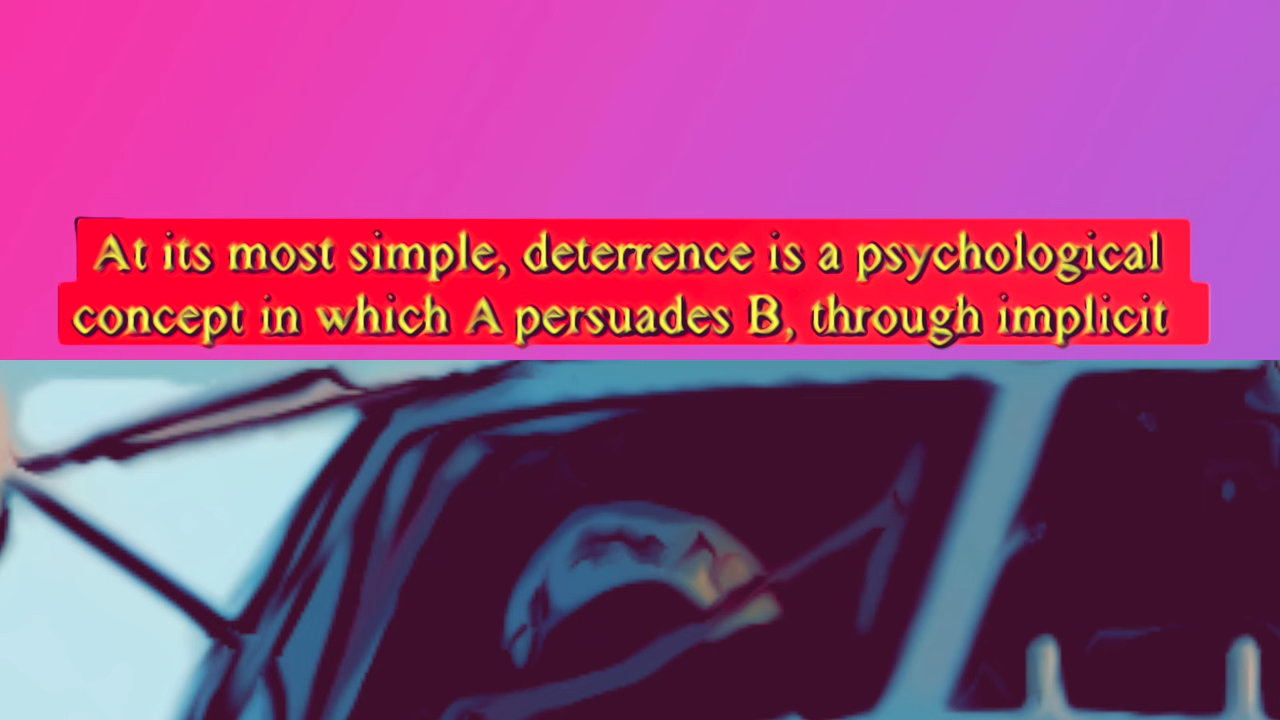 At its most simple, deterrence is a psychological
concept in which A persuades B, through implicit